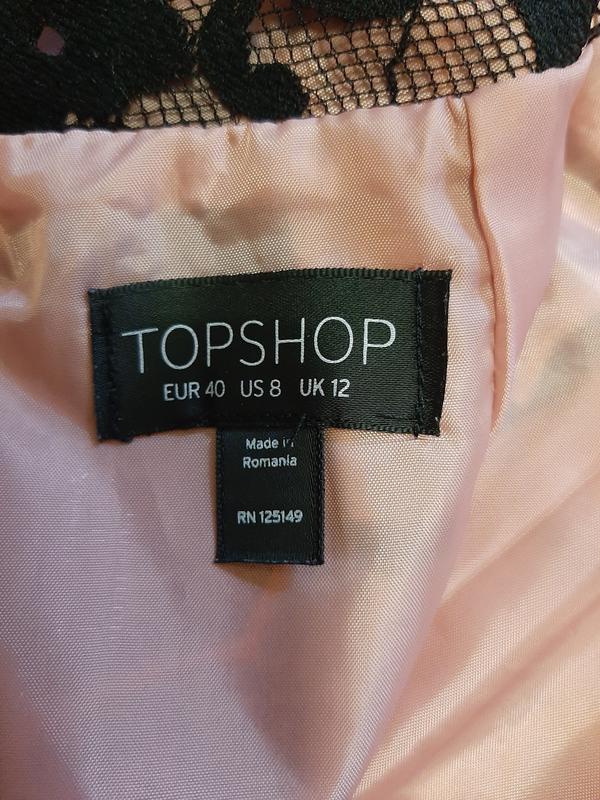 TOPSHOP
EUR 40 US 8 UK 12
Made in
Romania
RN 125149